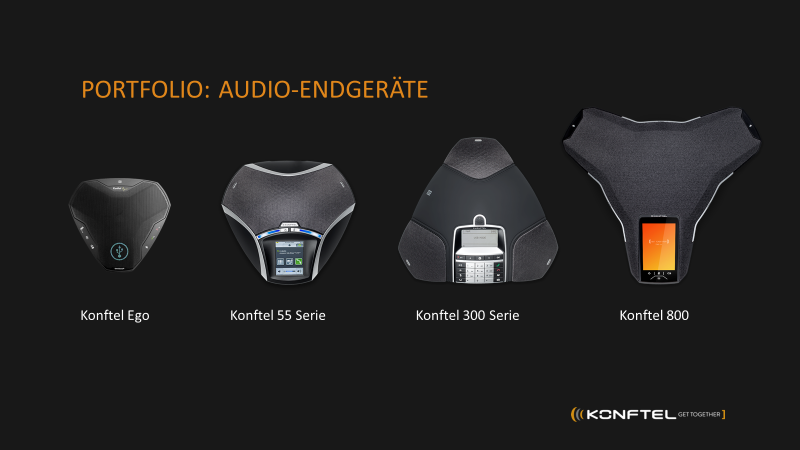 PORTFOLIO: AUDIO-ENDGERÄTE
Konftel Ego
Konftel 55 Serie
Konftel 300 Serie
Konftel 800
KONFTEL GET TOGETHER